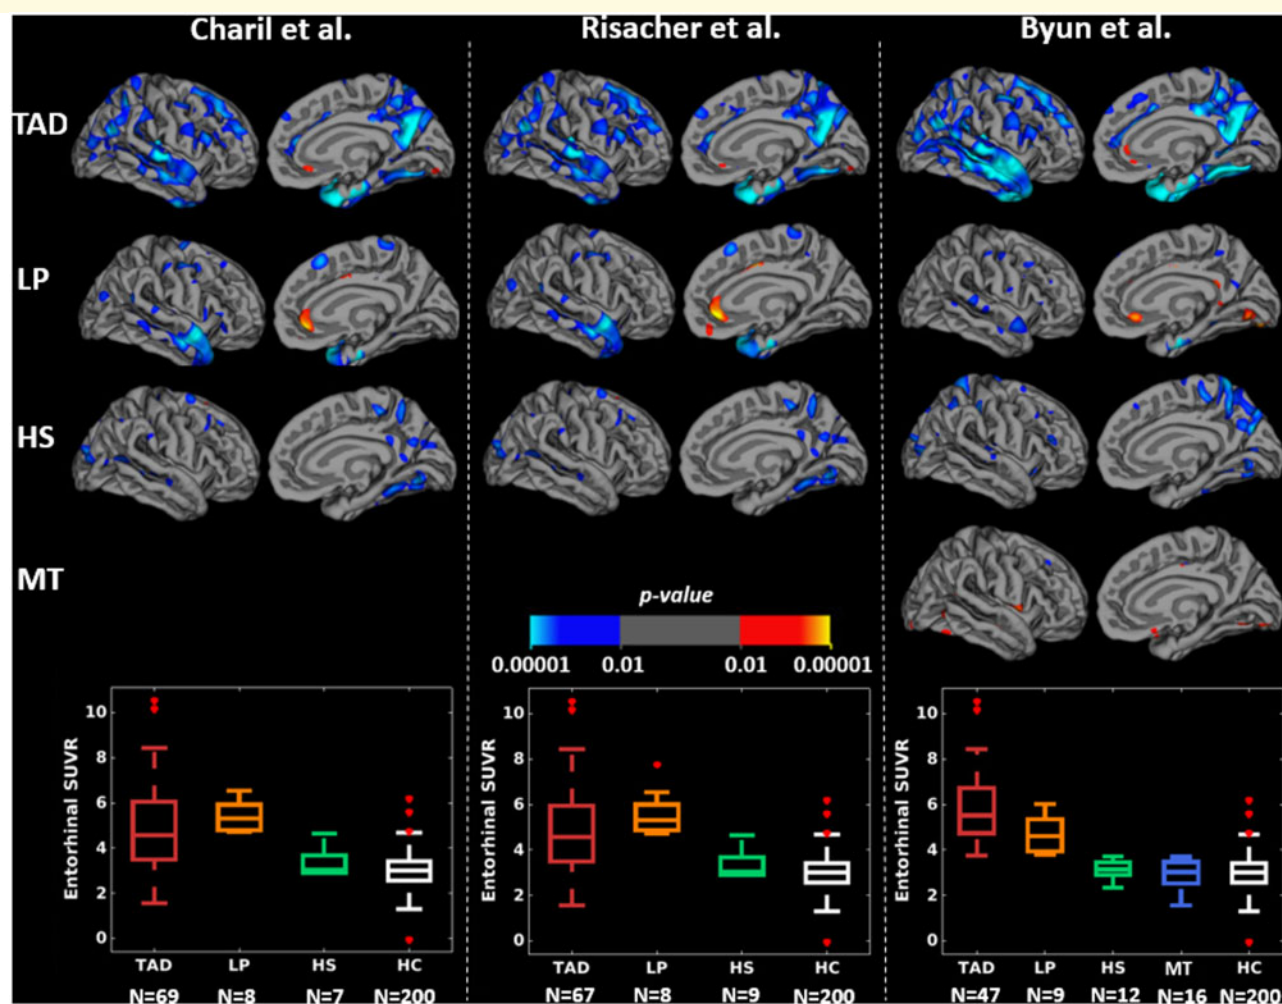 Charil et al. Risacher et al. Byun et al.
TAD
LP
HS
MT
p-value
0.00001 0.01 0.01 0.00001
Entorhinal SUVR
10
8
6
4
2
0
TAD LP HS HC
N=69 N=8 N=7 N=200
Entorhinal SUVR
10
8
6
4
2
0
TAD LP HS HC
N=67 N=8 N=9 N=200
Entorhinal SUVR
10
8
6
4
2
0
TAD LP HS MT HC
N=47 N=9 N=12 N=16 N=200